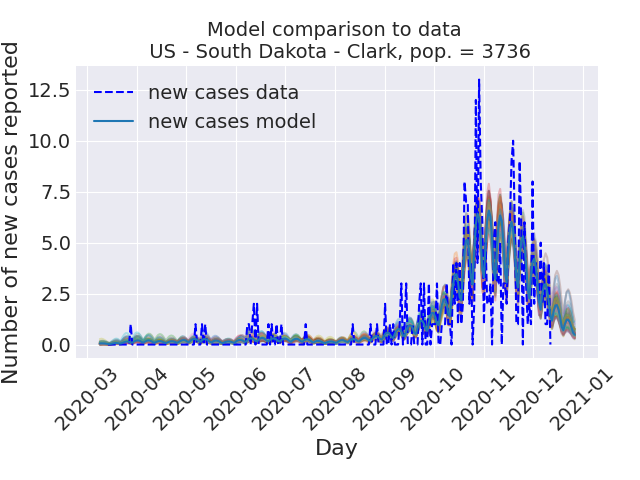 Model comparison to data
US - South Dakota - Clark, pop. = 3736
Number of new cases reported
12.5
10.0
7.5
5.0
2.5
0.0
new cases data
new cases model
2020-03
2020-04
2020-05
2020-06
2020-07
2020-08
2020-09
2020-10
2020-11
2020-12
2021-01
Day